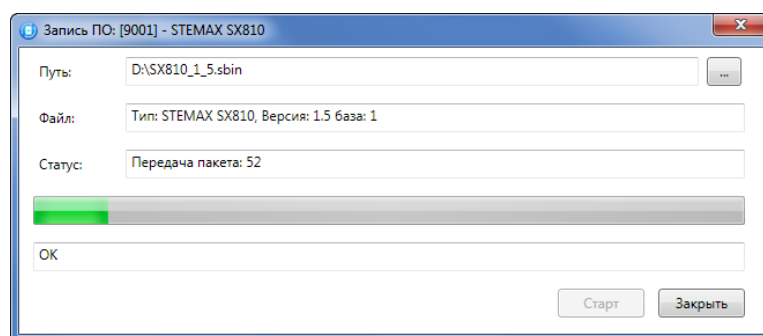 Запись ПО: [9001] - STEMAX SX810
Путь: D:\SX810_1_5.sbin ...
Файл: Тип: STEMAX SX810, Версия: 1.5 база: 1
Статус: Передача пакета: 52
OK
Старт Закрыть